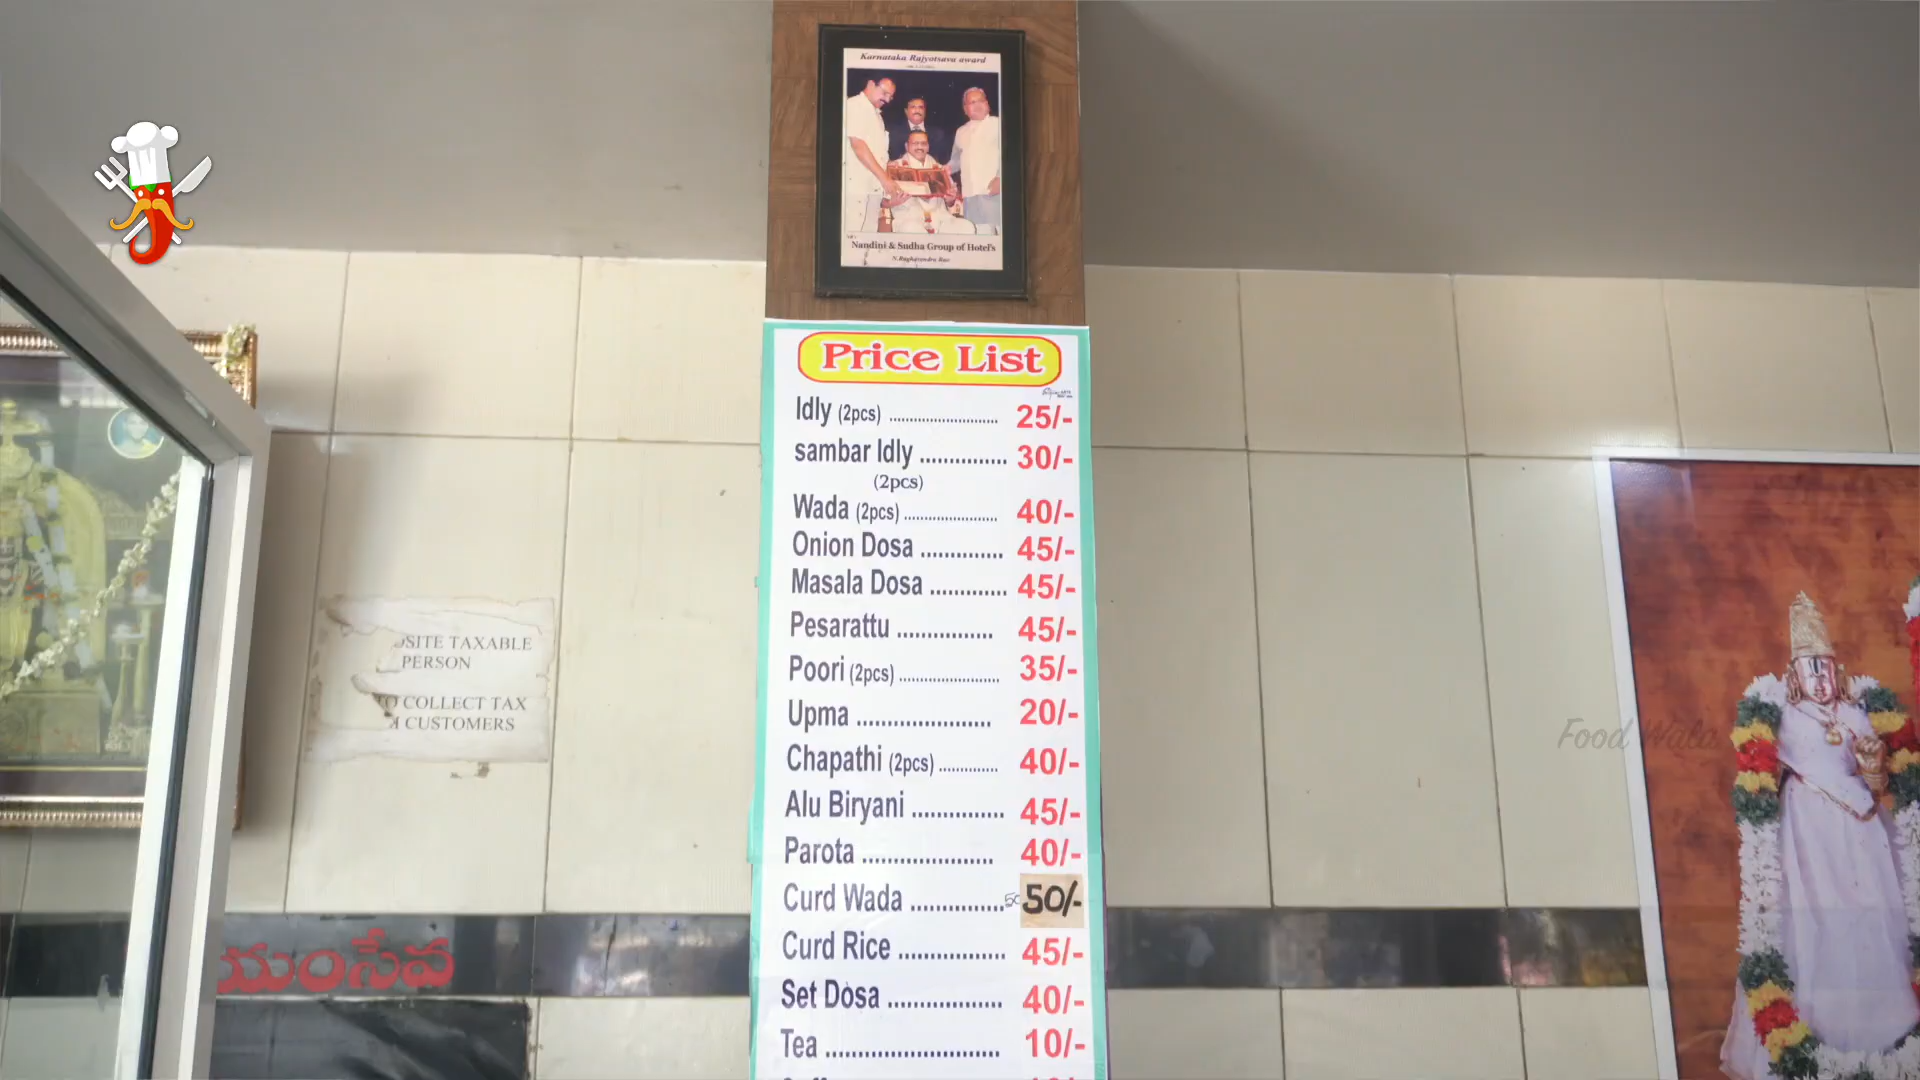 Karnataka Rajyotsava award
Nandini & Sudha Group of Hotel's
N.Raghavendra Rao
Price List
Idly (2pcs) ........................... 25/-
sambar Idly ............... 30/-
(2pcs)
Wada (2pcs) ........................ 40/-
Onion Dosa .............. 45/-
Masala Dosa ............. 45/-
Pesarattu ................ 45/-
Poori (2pcs) ......................... 35/-
Upma ...................... 20/-
Chapathi (2pcs) .............. 40/-
Alu Biryani ............... 45/-
Parota ...................... 40/-
Curd Wada ............... 50/-
Curd Rice ................. 45/-
Set Dosa .................. 40/-
Tea ........................... 10/-
TAXABLE
PERSON
COLLECT TAX
CUSTOMERS
యంసేవ
Food Wala